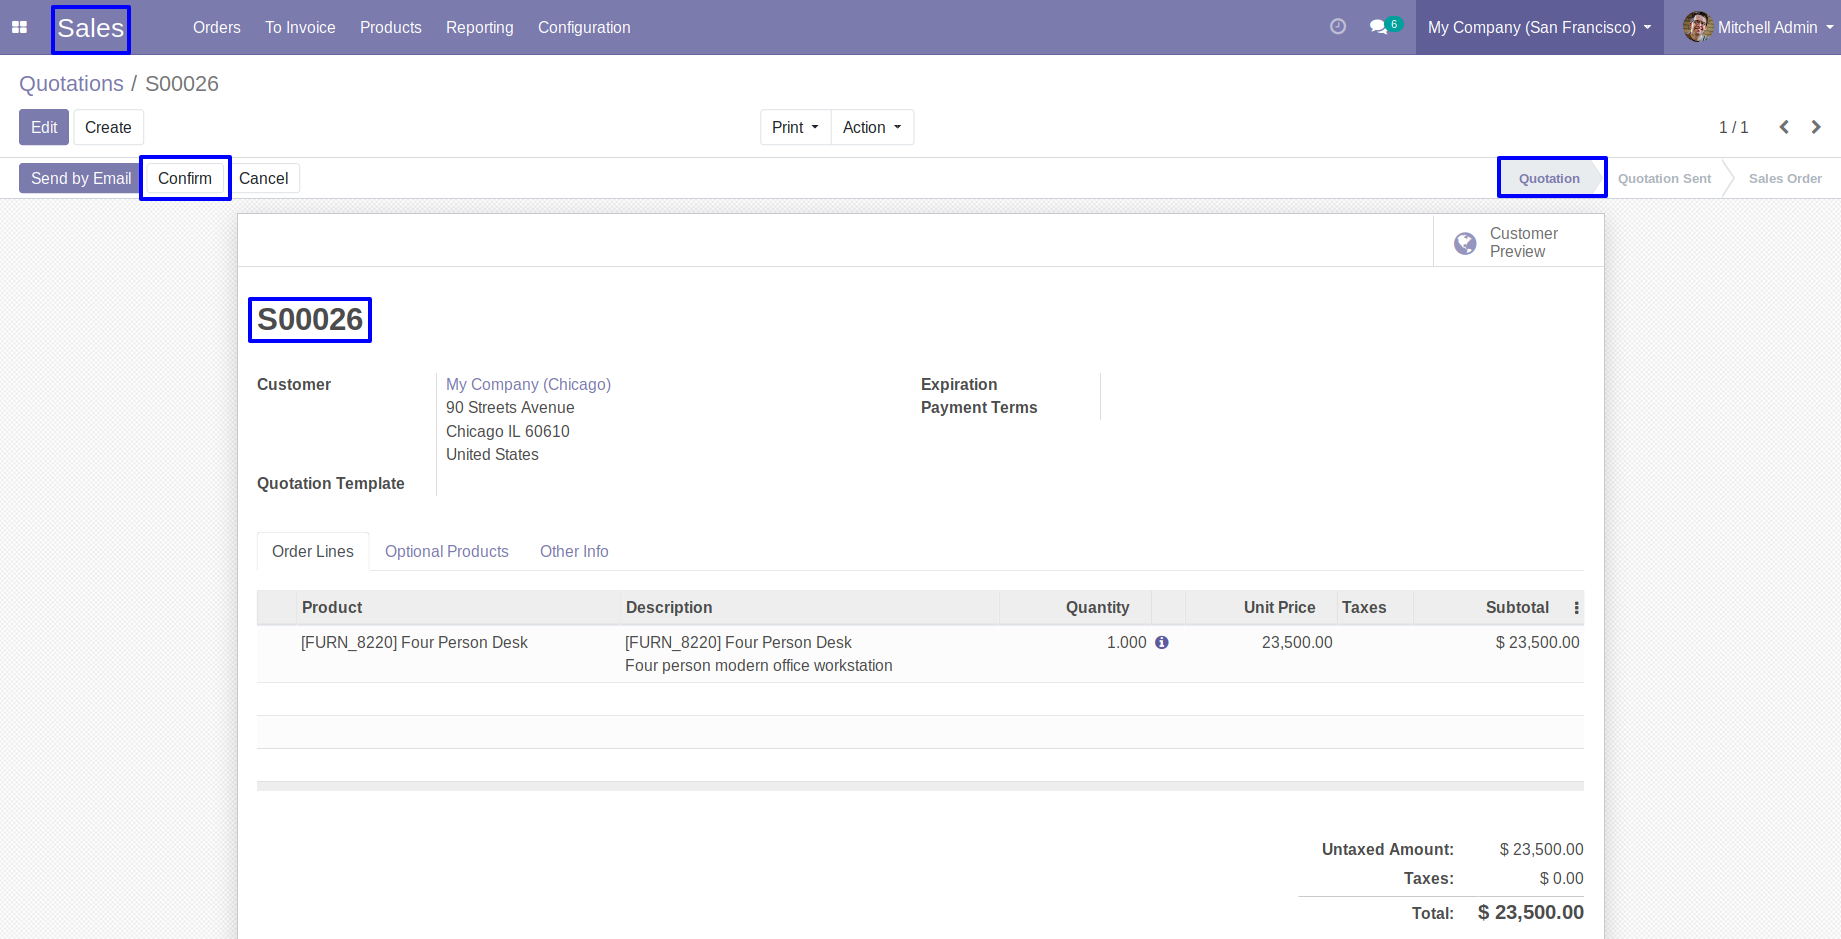 Sales Orders To Invoice Products Reporting Configuration 6 My Company (San Francisco) Mitchell Admin
Quotations / S00026
Edit Create Print Action 1 / 1
Send by Email Confirm Cancel Quotation Quotation Sent Sales Order
Customer
Preview
S00026
Customer My Company (Chicago) Expiration
90 Streets Avenue Payment Terms
Chicago IL 60610
United States
Quotation Template
Order Lines Optional Products Other Info
Product Description Quantity Unit Price Taxes Subtotal
[FURN_8220] Four Person Desk [FURN_8220] Four Person Desk 1.000 23,500.00 $ 23,500.00
Four person modern office workstation
Untaxed Amount: $ 23,500.00
Taxes: $ 0.00
Total: $ 23,500.00